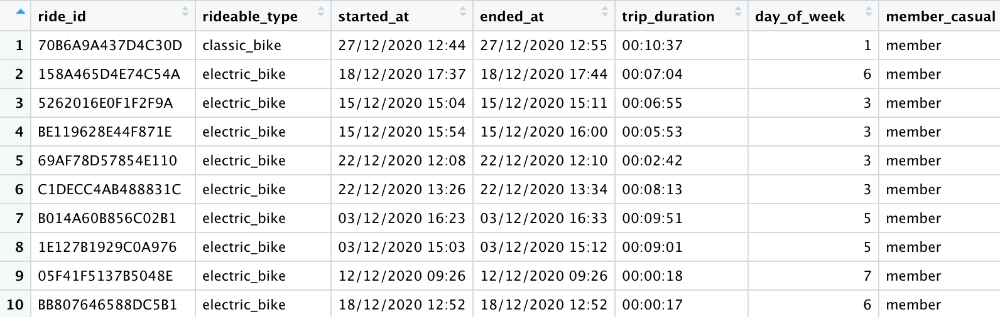 ride_id rideable_type started_at ended_at trip_duration day_of_week member_casual
1 70B6A9A437D4C30D classic_bike 27/12/2020 12:44 27/12/2020 12:55 00:10:37 1 member
2 158A465D4E74C54A electric_bike 18/12/2020 17:37 18/12/2020 17:44 00:07:04 6 member
3 5262016E0F1F2F9A electric_bike 15/12/2020 15:04 15/12/2020 15:11 00:06:55 3 member
4 BE119628E44F871E electric_bike 15/12/2020 15:54 15/12/2020 16:00 00:05:53 3 member
5 69AF78D57854E110 electric_bike 22/12/2020 12:08 22/12/2020 12:10 00:02:42 3 member
6 C1DECC4AB488831C electric_bike 22/12/2020 13:26 22/12/2020 13:34 00:08:13 3 member
7 B014A60B856C02B1 electric_bike 03/12/2020 16:23 03/12/2020 16:33 00:09:51 5 member
8 1E127B1929C0A976 electric_bike 03/12/2020 15:03 03/12/2020 15:12 00:09:01 5 member
9 05F41F5137B5048E electric_bike 12/12/2020 09:26 12/12/2020 09:26 00:00:18 7 member
10 BB807646588DC5B1 electric_bike 18/12/2020 12:52 18/12/2020 12:52 00:00:17 6 member